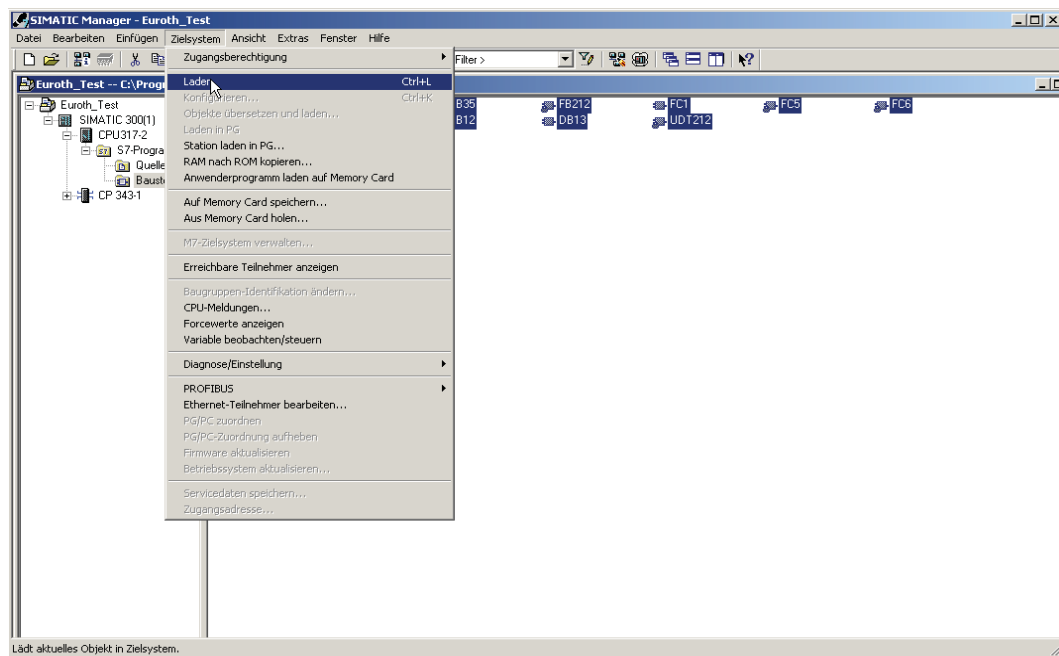 SIMATIC Manager - Euroth_Test
Datei Bearbeiten Einfügen Zielsystem Ansicht Extras Fenster Hilfe
Zugangsberechtigung
Filter >
Euroth_Test -- C:\Progr
Laden Ctrl+L
Euroth_Test
Konfigurieren... Ctrl+K
B35 FB212 FC1 FC5 FC6
SIMATIC 300(1)
Objekte übersetzen und laden...
B12 DB13 UDT212
CPU317-2
Laden in PG
S7-Progra
Station laden in PG...
Quelle
RAM nach ROM kopieren...
Bauste
Anwenderprogramm laden auf Memory Card
CP 343-1
Auf Memory Card speichern...
Aus Memory Card holen...
M7-Zielsystem verwalten...
Erreichbare Teilnehmer anzeigen
Baugruppen-Identifikation ändern...
CPU-Meldungen...
Forcewerte anzeigen
Variable beobachten/steuern
Diagnose/Einstellung
PROFIBUS
Ethernet-Teilnehmer bearbeiten...
PG/PC zuordnen
PG/PC-Zuordnung aufheben
Firmware aktualisieren
Betriebssystem aktualisieren...
Servicedaten speichern...
Zugangsadresse...
Lädt aktuelles Objekt in Zielsystem.